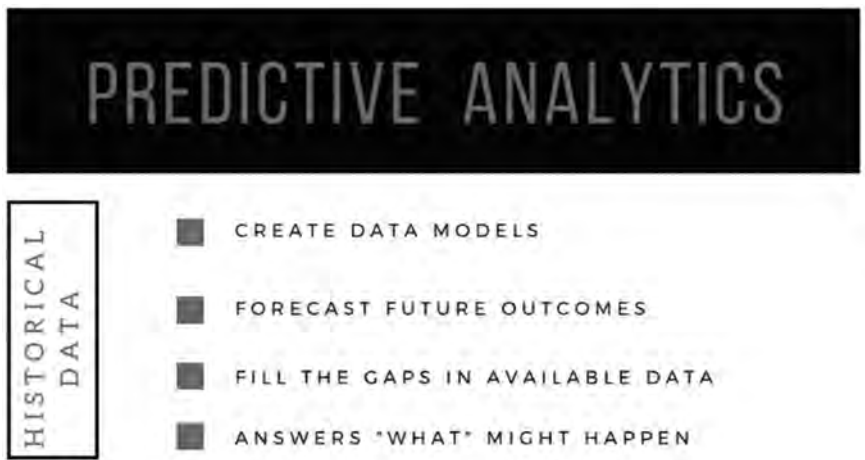 PREDICTIVE ANALYTICS
HISTORICAL
DATA
CREATE DATA MODELS
FORECAST FUTURE OUTCOMES
FILL THE GAPS IN AVAILABLE DATA
ANSWERS "WHAT" MIGHT HAPPEN